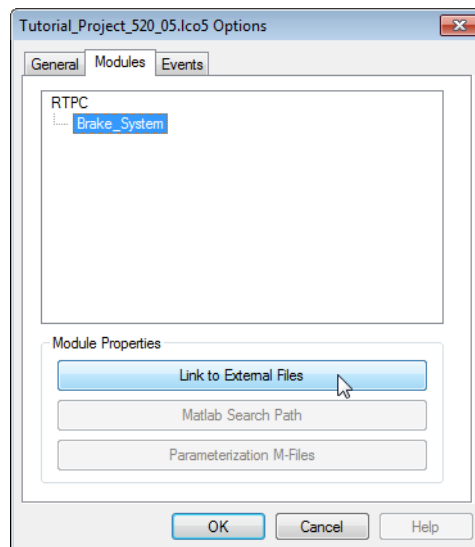 Tutorial_Project_520_05.lco5 Options
General Modules Events
RTPC
Brake_System
Module Properties
Link to External Files
Matlab Search Path
Parameterization M-Files
OK Cancel Help